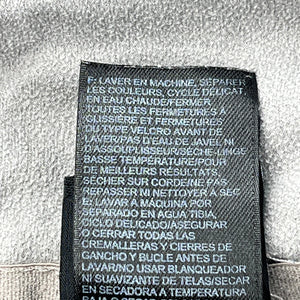 F: LAVER EN MACHINE, SÉPARER
LES COULEURS, CYCLE DÉLICAT,
EN EAU CHAUDE/FERMER
TOUTES LES FERMETURES À
GLISSIÈRE ET FERMETURES
DU TYPE VELCRO AVANT DE
LAVER/PAS D'EAU DE JAVEL NI
D'ASSOUPLISSEUR/SÈCHE-LINGE
BASSE TEMPÉRATURE/POUR
DE MEILLEURS RÉSULTATS,
SÉCHER SUR CORDE/NE PAS
REPASSER NI NETTOYER À SEC
E: LAVAR A MÁQUINA POR
SEPARADO EN AGUA TIBIA,
CICLO DELICADO/ASEGURAR
O CERRAR TODAS LAS
CREMALLERAS Y CIERRES DE
GANCHO Y BUCLE ANTES DE
LAVAR/NO USAR BLANQUEADOR
NI SUAVIZANTE DE TELAS/SECAR
EN SECADORA A TEMPERATURA